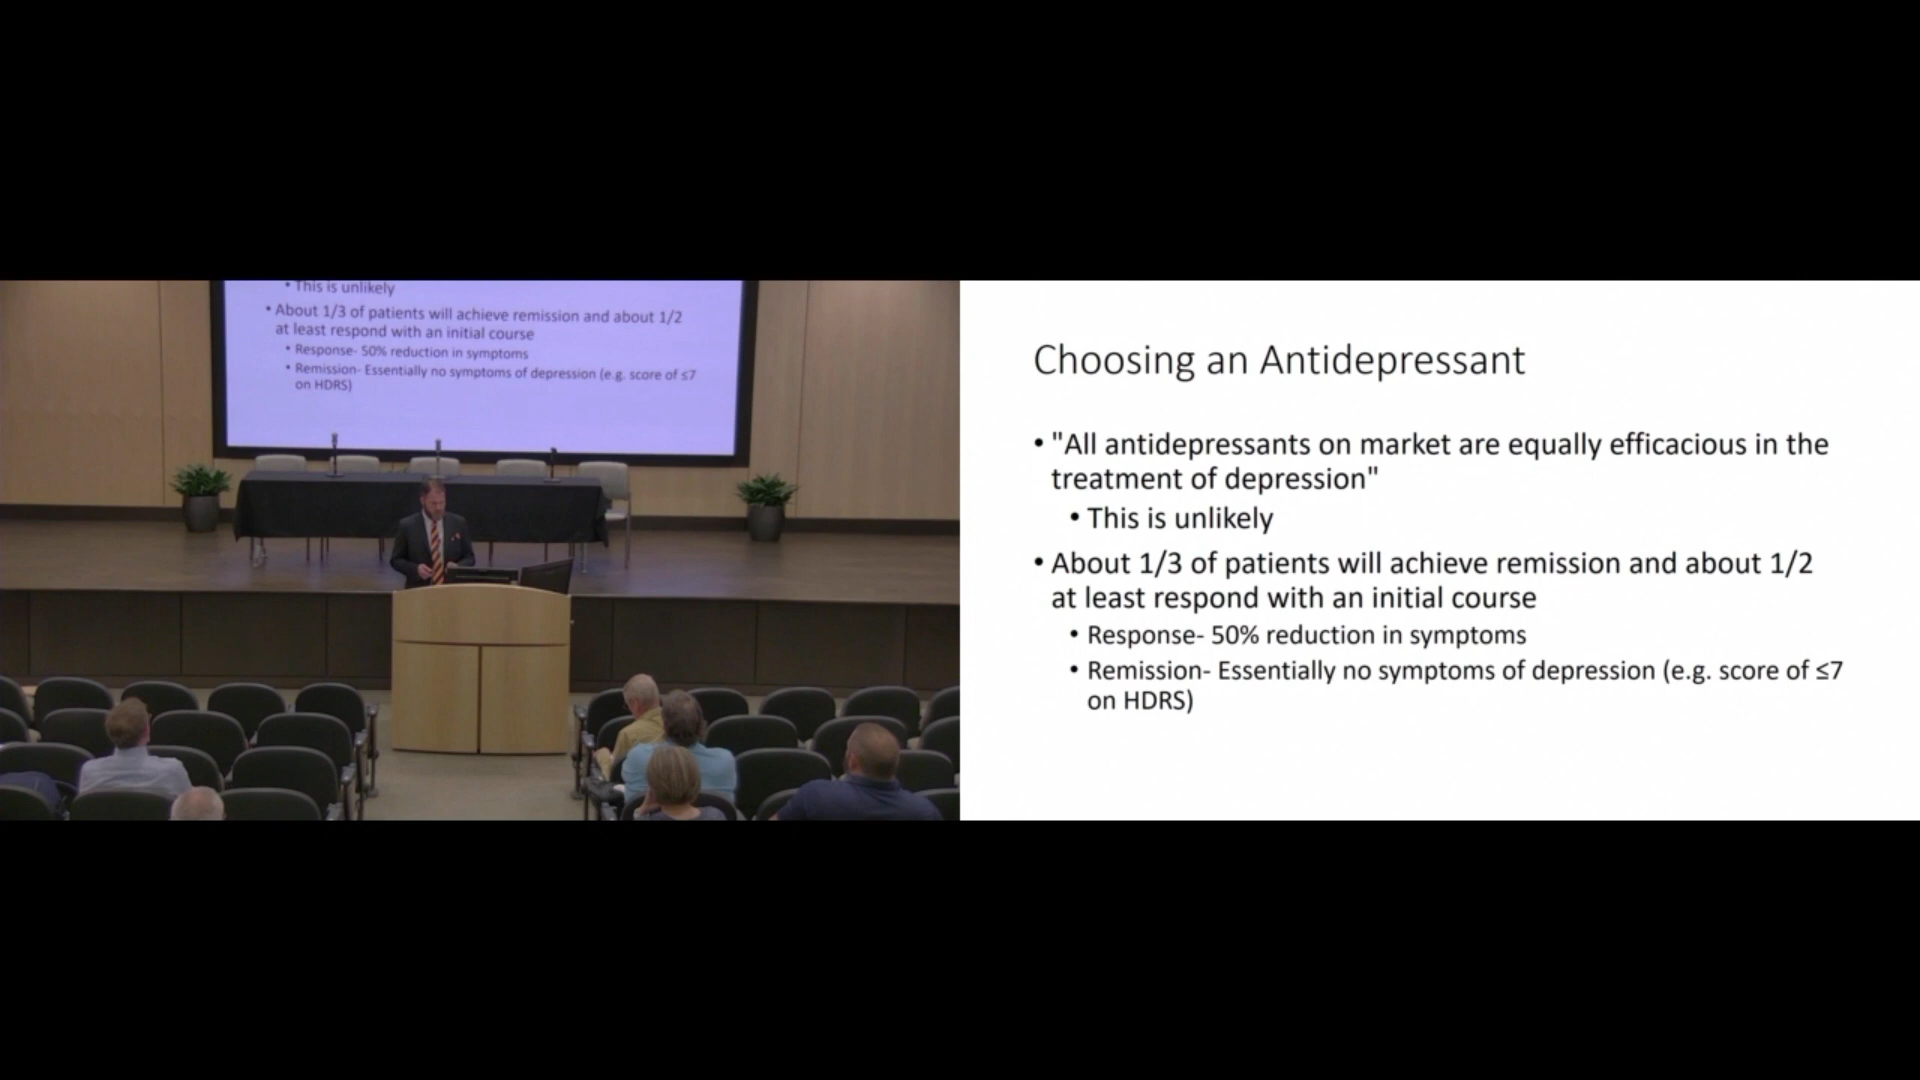 • This is unlikely
• About 1/3 of patients will achieve remission and about 1/2
at least respond with an initial course
• Response- 50% reduction in symptoms
• Remission- Essentially no symptoms of depression (e.g. score of ≤7
on HDRS)
Choosing an Antidepressant
• "All antidepressants on market are equally efficacious in the
treatment of depression"
• This is unlikely
• About 1/3 of patients will achieve remission and about 1/2
at least respond with an initial course
• Response- 50% reduction in symptoms
• Remission- Essentially no symptoms of depression (e.g. score of ≤7
on HDRS)